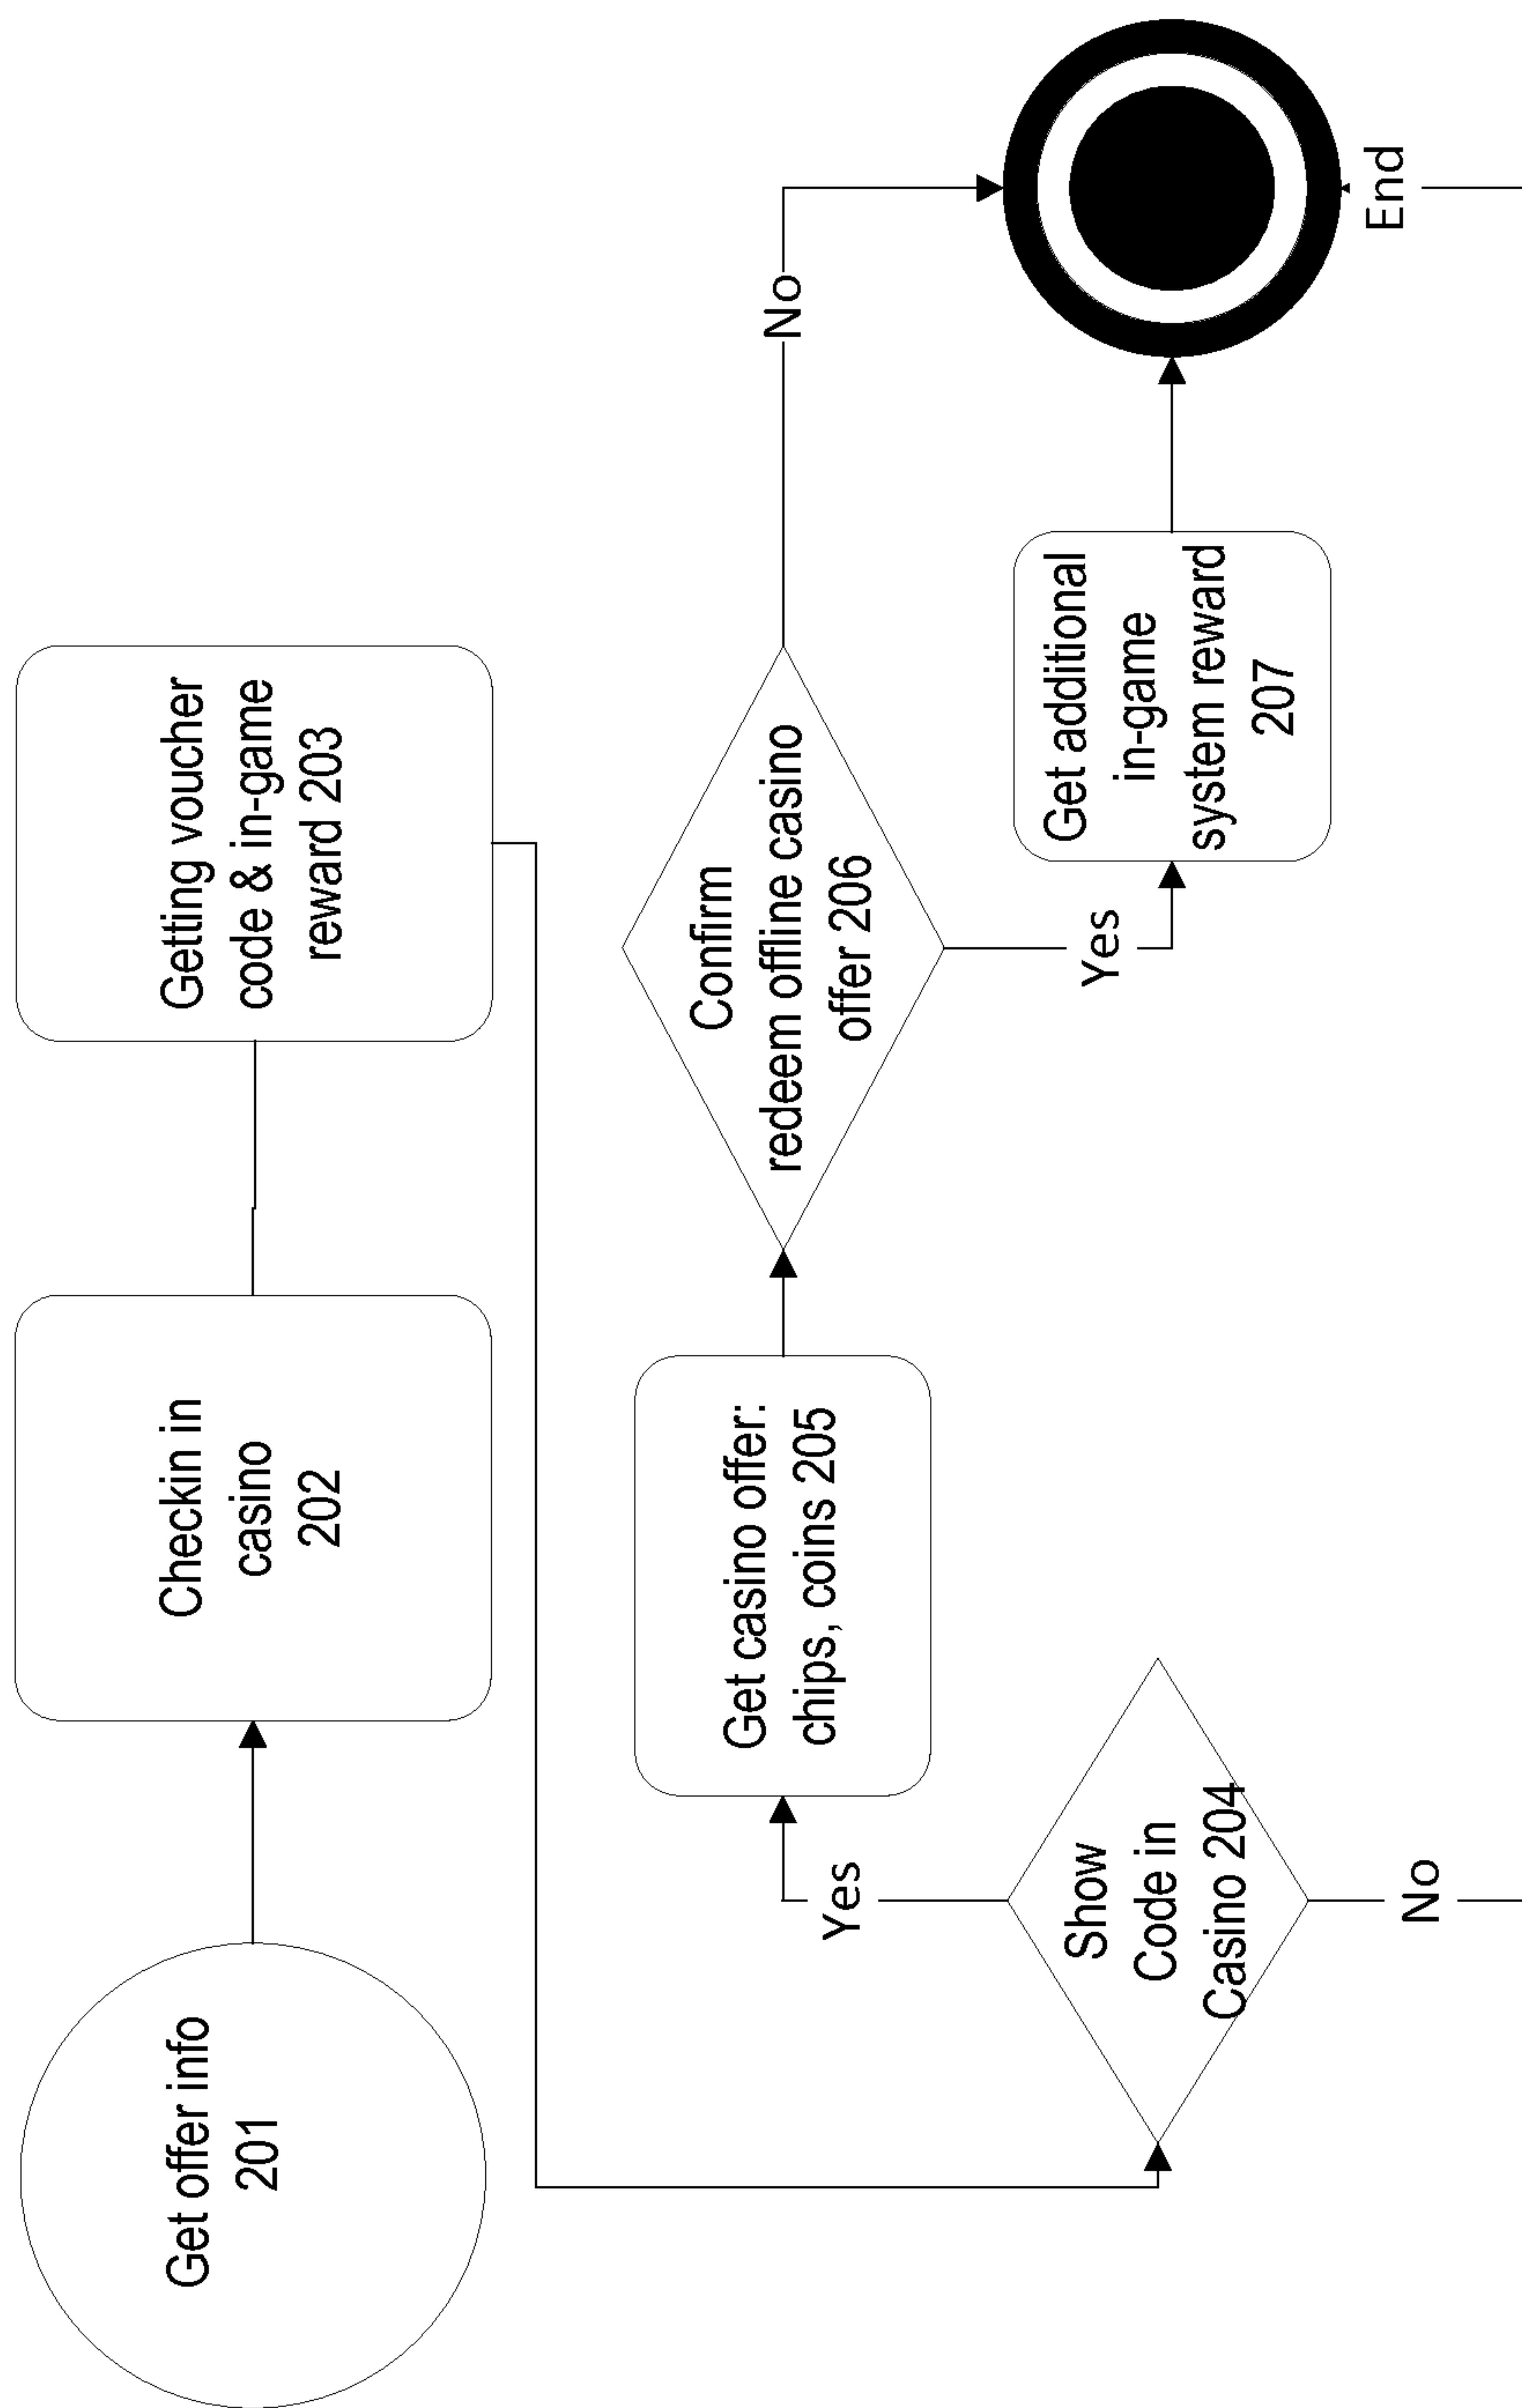 Get offer info
201
Checkin in
casino
202
Getting voucher
code & in-game
reward 203
Show
Code in
Casino 204
Yes
No
Get casino offer:
chips, coins 205
Confirm
redeem offline casino
offer 206
No
Yes
Get additional
in-game
system reward
207
End